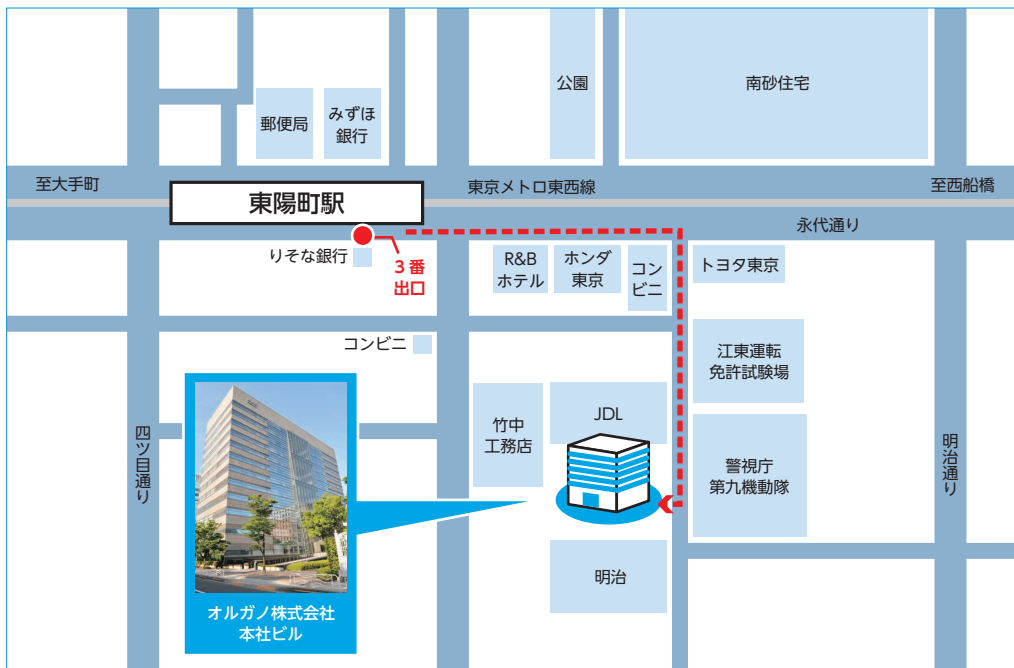 公園
南砂住宅
郵便局
みずほ
銀行
至大手町
東京メトロ東西線
至西船橋
東陽町駅
永代通り
りそな銀行
3番
出口
R&B
ホテル
ホンダ
東京
コン
ビニ
トヨタ東京
コンビニ
江東運転
免許試験場
竹中
工務店
JDL
四ツ目通り
警視庁
第九機動隊
明治通り
明治
オルガノ株式会社
本社ビル